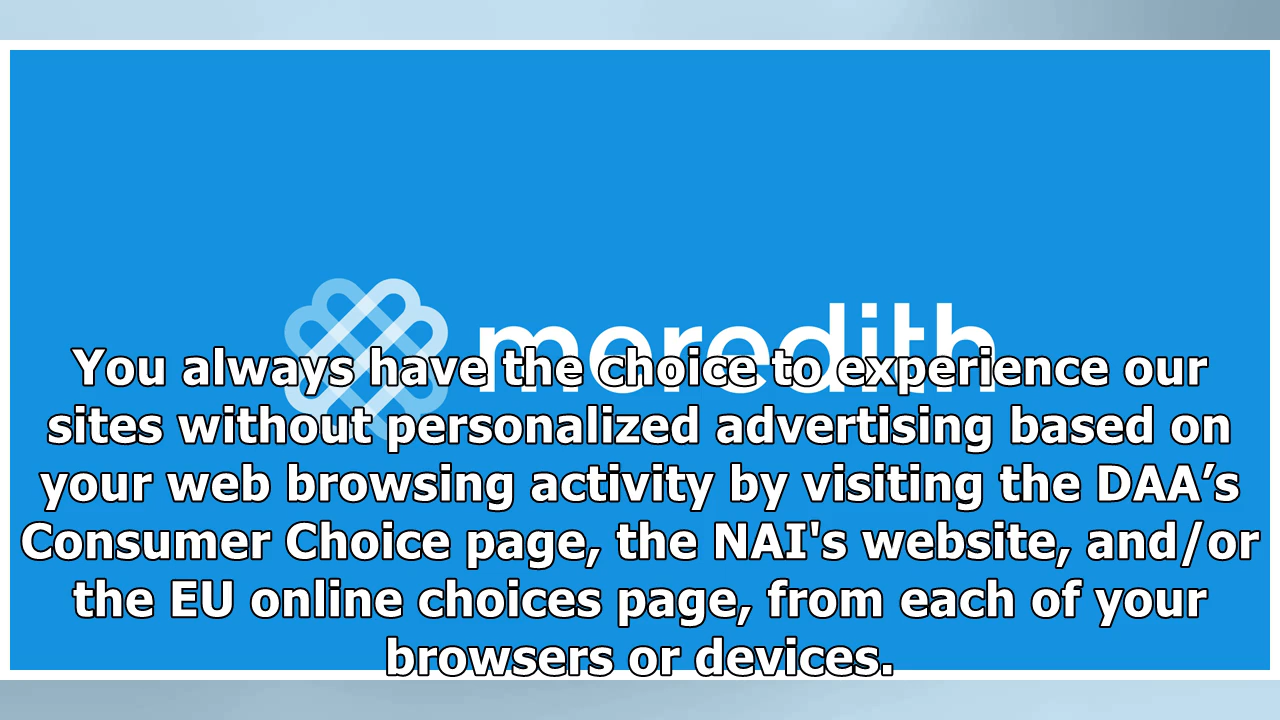 meredith
You always have the choice to experience our
sites without personalized advertising based on
your web browsing activity by visiting the DAA’s
Consumer Choice page, the NAI's website, and/or
the EU online choices page, from each of your
browsers or devices.